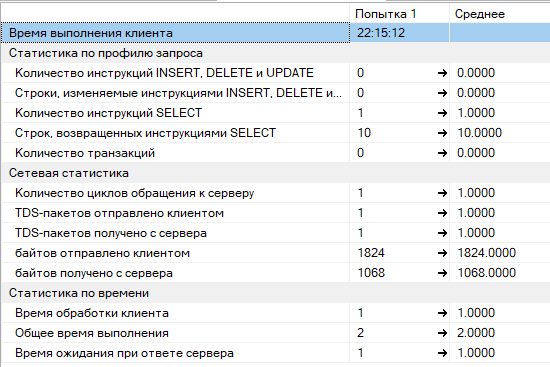 Попытка 1 Среднее
Время выполнения клиента 22:15:12
Статистика по профилю запроса
Количество инструкций INSERT, DELETE и UPDATE 0 → 0.0000
Строки, изменяемые инструкциями INSERT, DELETE и... 0 → 0.0000
Количество инструкций SELECT 1 → 1.0000
Строк, возвращенных инструкциями SELECT 10 → 10.0000
Количество транзакций 0 → 0.0000
Сетевая статистика
Количество циклов обращения к серверу 1 → 1.0000
TDS-пакетов отправлено клиентом 1 → 1.0000
TDS-пакетов получено с сервера 1 → 1.0000
байтов отправлено клиентом 1824 → 1824.0000
байтов получено с сервера 1068 → 1068.0000
Статистика по времени
Время обработки клиента 1 → 1.0000
Общее время выполнения 2 → 2.0000
Время ожидания при ответе сервера 1 → 1.0000